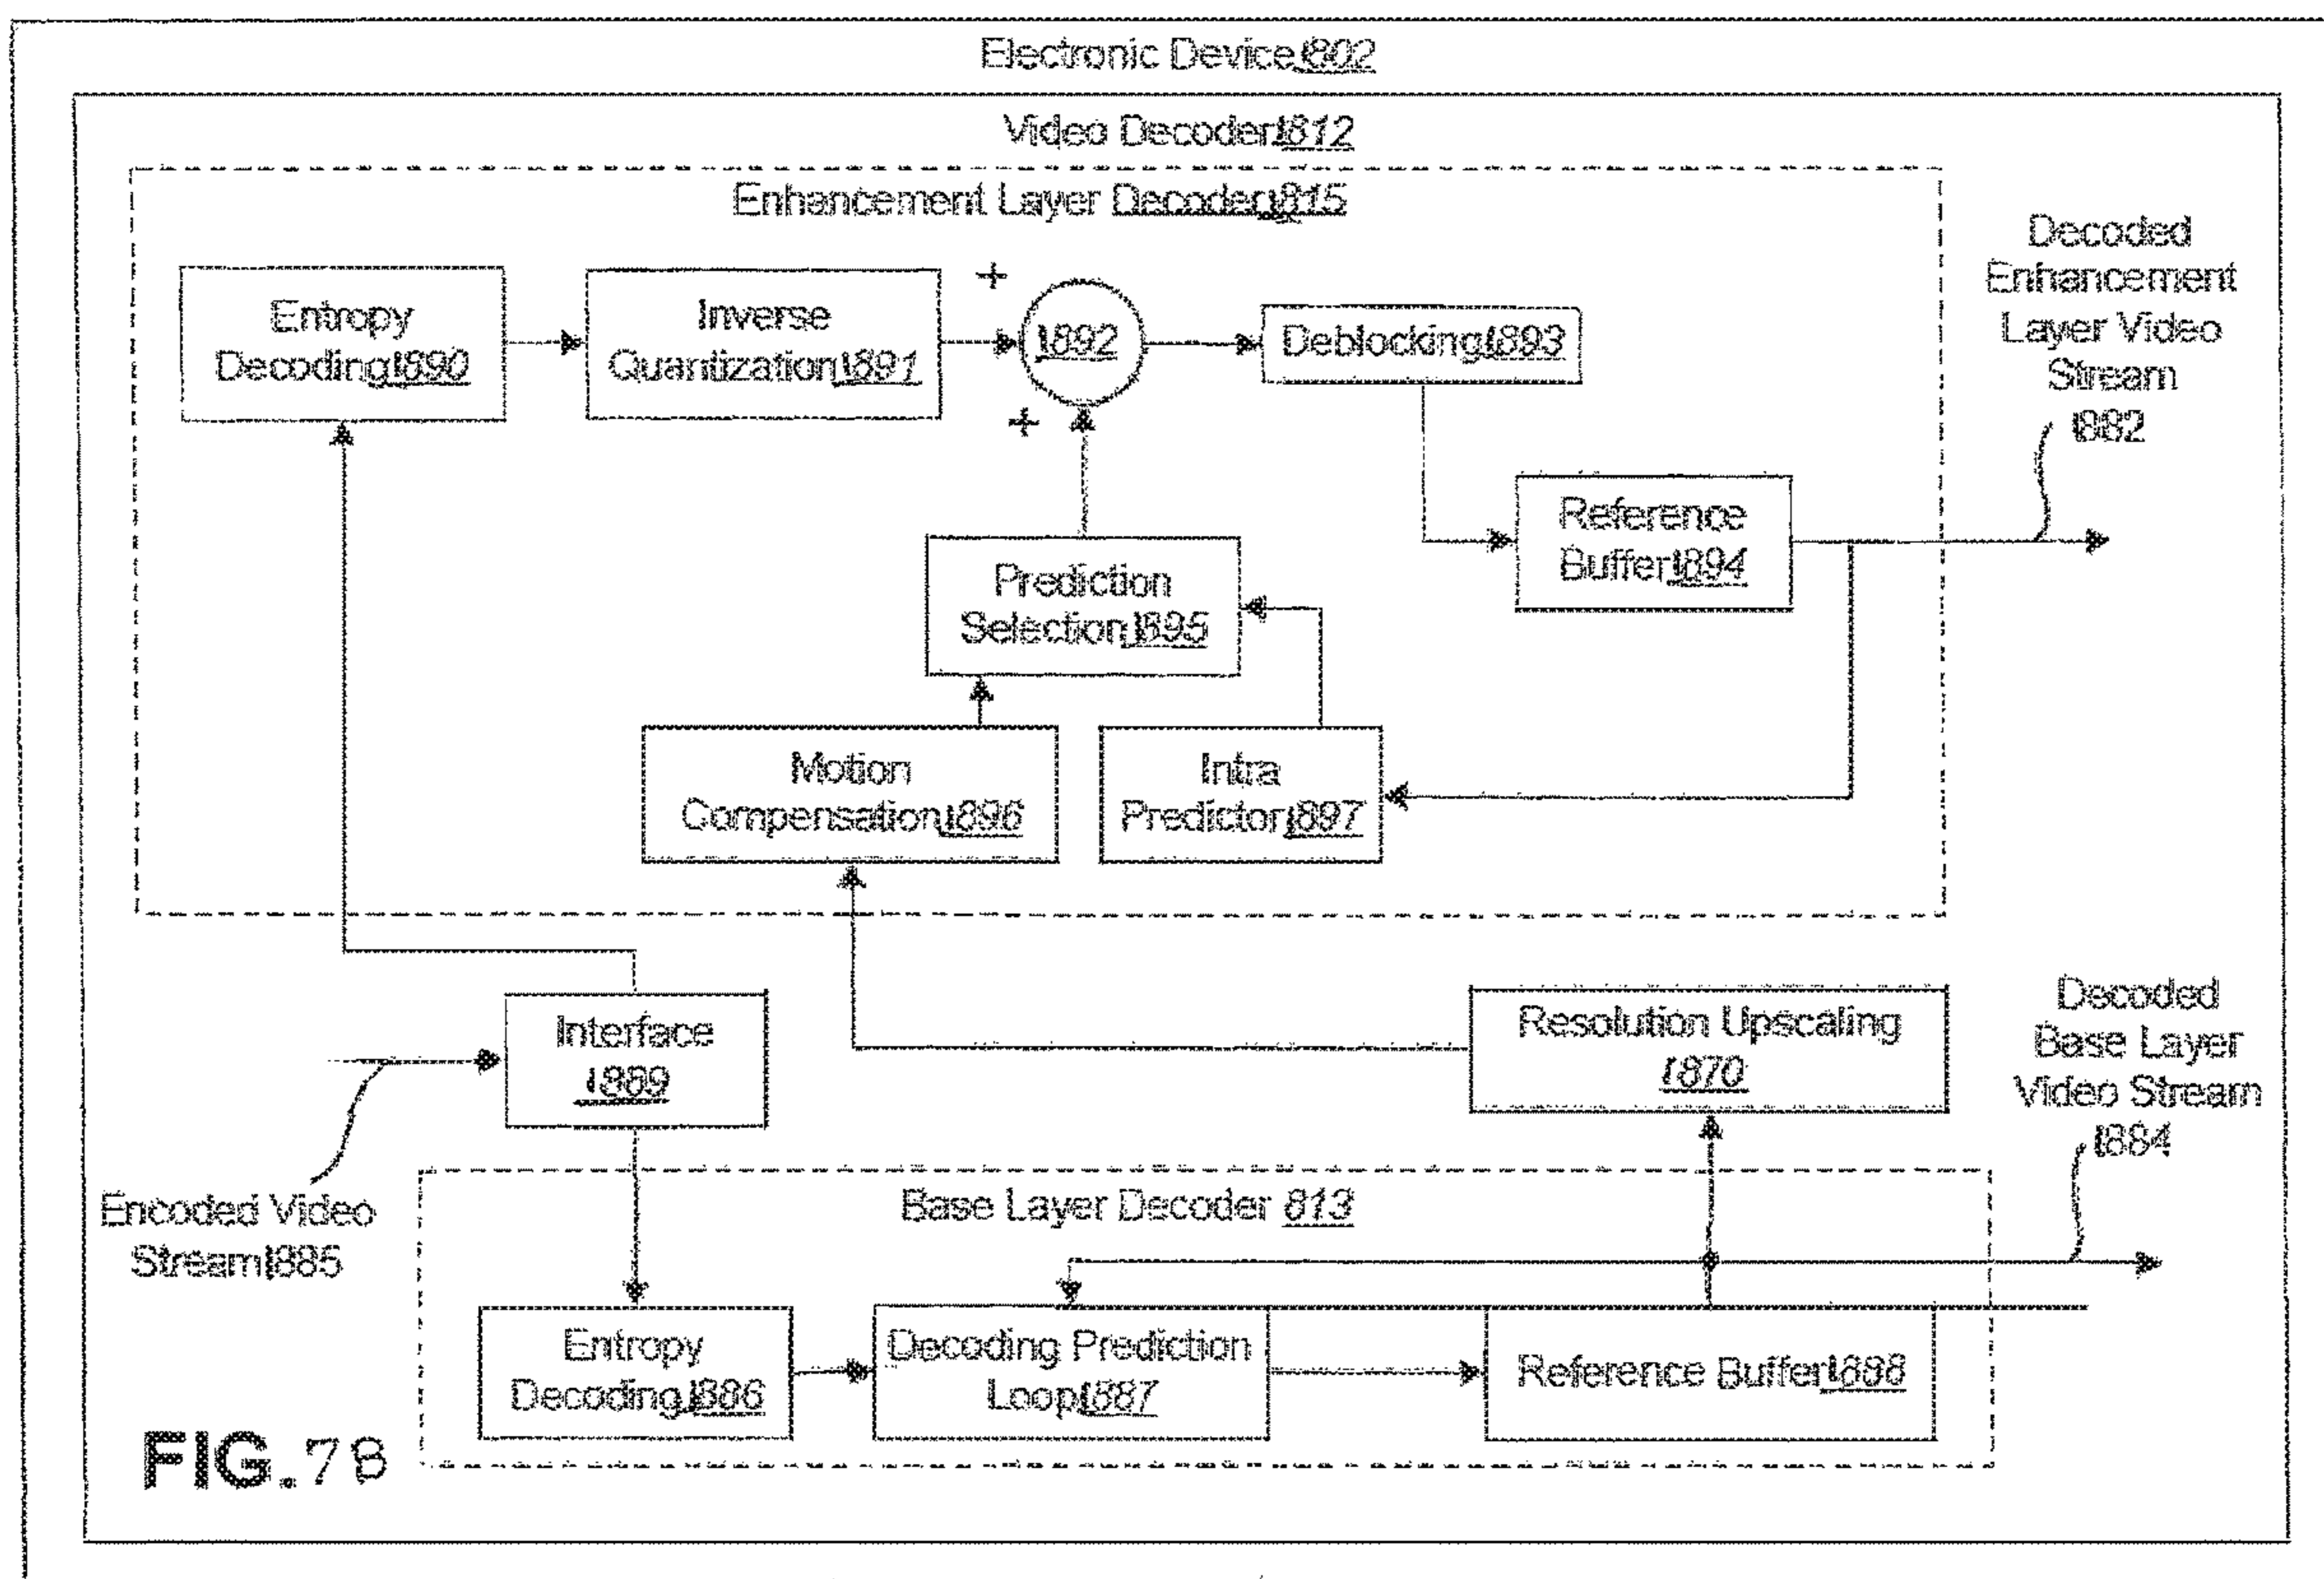 Electronic Device 1802
Video Decoder 1812
Enhancement Layer Decoder 1815
Entropy
Decoding 1890
Inverse
Quantization 1891
+
+
1892
Deblocking 1893
Decoded
Enhancement
Layer Video
Stream
1882
Reference
Buffer 1894
Prediction
Selection 1895
Motion
Compensation 1896
Intra
Predictor 1897
Interface
1889
Resolution Upscaling
1870
Decoded
Base Layer
Video Stream
1884
Encoded Video
Stream 1885
Base Layer Decoder 813
Entropy
Decoding 1886
Decoding Prediction
Loop 1887
Reference Buffer 1888
FIG. 7B